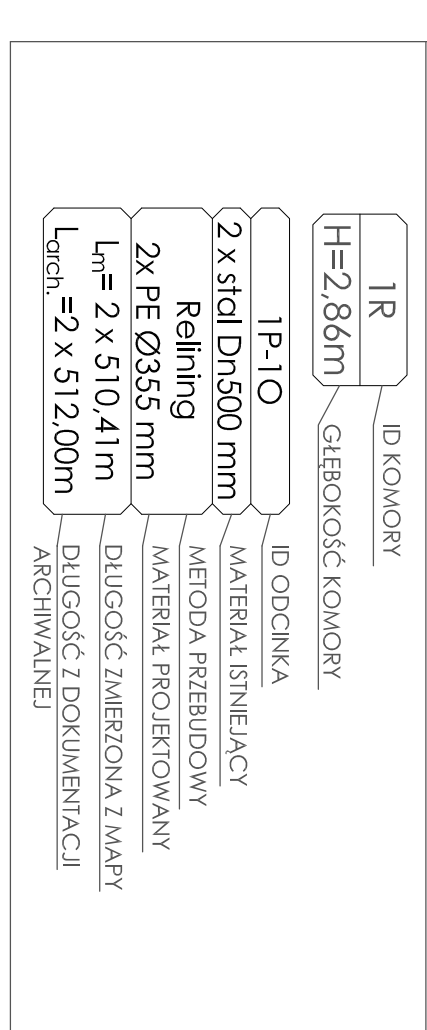 1R
ID KOMORY
H=2,86m
GŁĘBOKOŚĆ KOMORY
1P-1O
ID ODCINKA
2 x stal Dn500 mm
MATERIAŁ ISTNIEJĄCY
Relining
METODA PRZEBUDOWY
2x PE Ø355 mm
MATERIAŁ PROJEKTOWANY
Lm= 2 x 510,41m
DŁUGOŚĆ ZMIERZONA Z MAPY
Larch. =2 x 512,00m
DŁUGOŚĆ Z DOKUMENTACJI
ARCHIWALNEJ